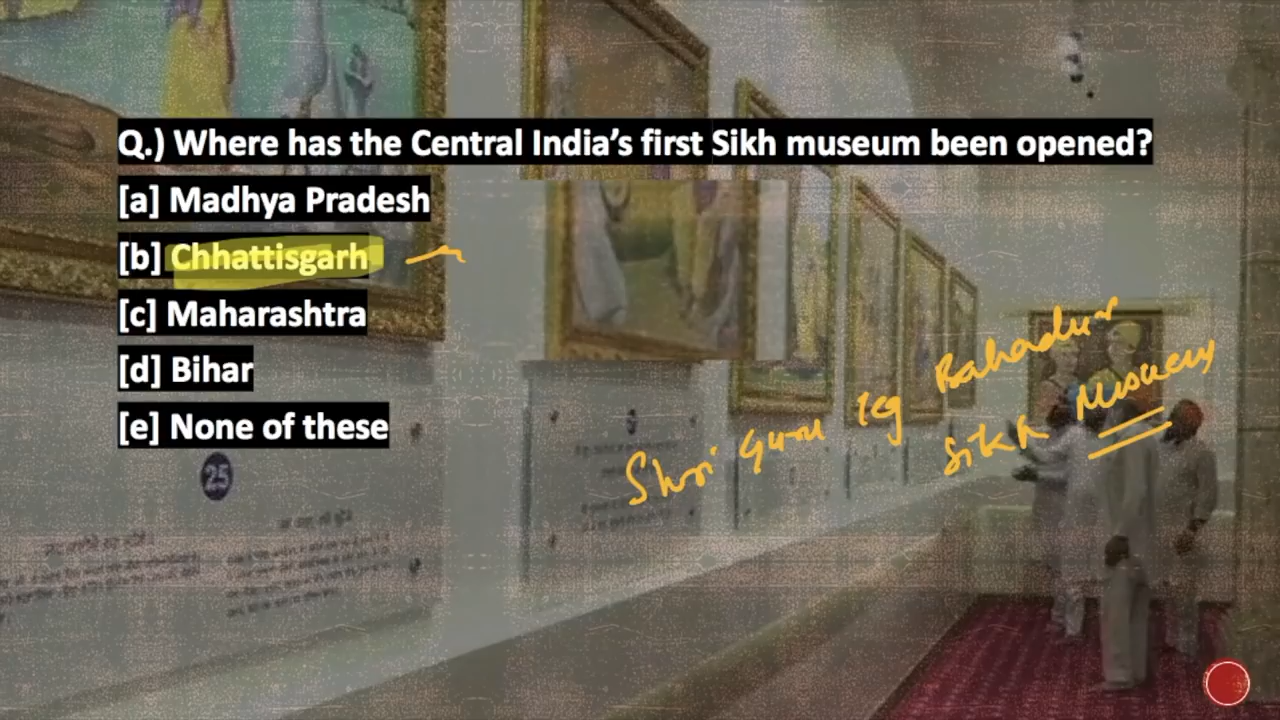 Q.) Where has the Central India’s first Sikh museum been opened?
[a] Madhya Pradesh
[b] Chhattisgarh
[c] Maharashtra
[d] Bihar
[e] None of these
Shri Guru Teg Bahadur
Sikh Museum
25